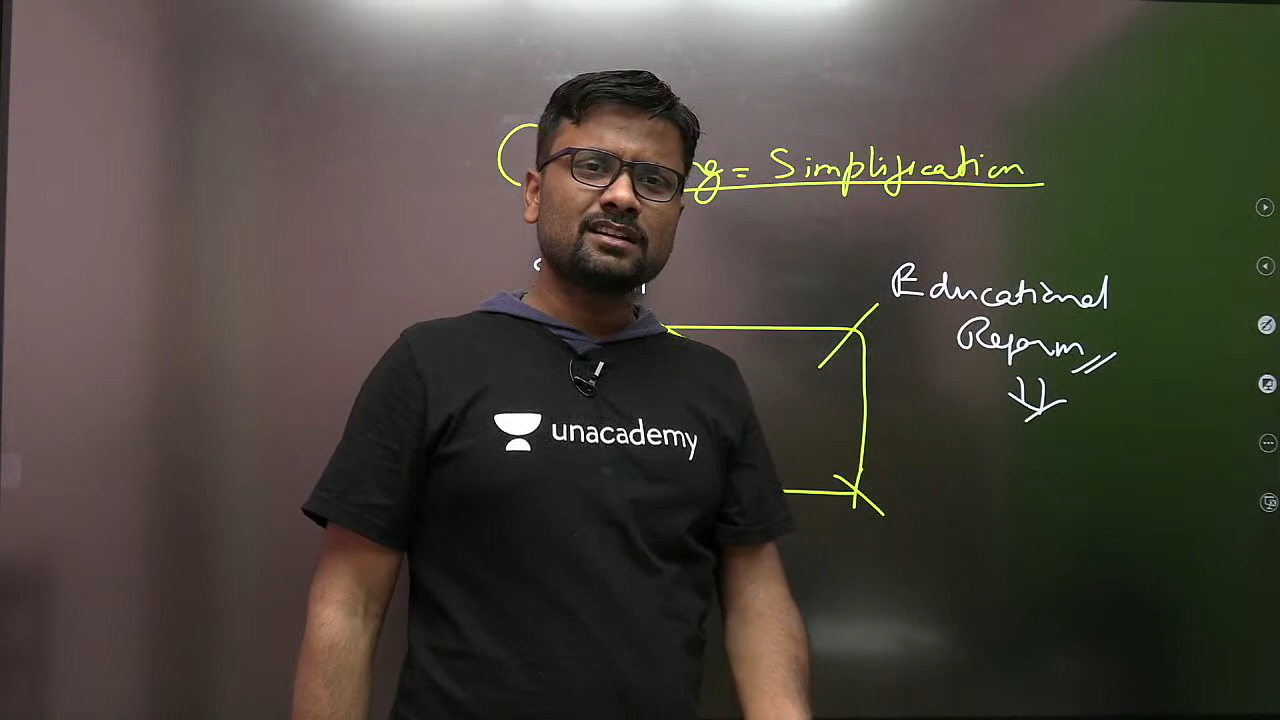 = Simplification
Educational
Reform
unacademy